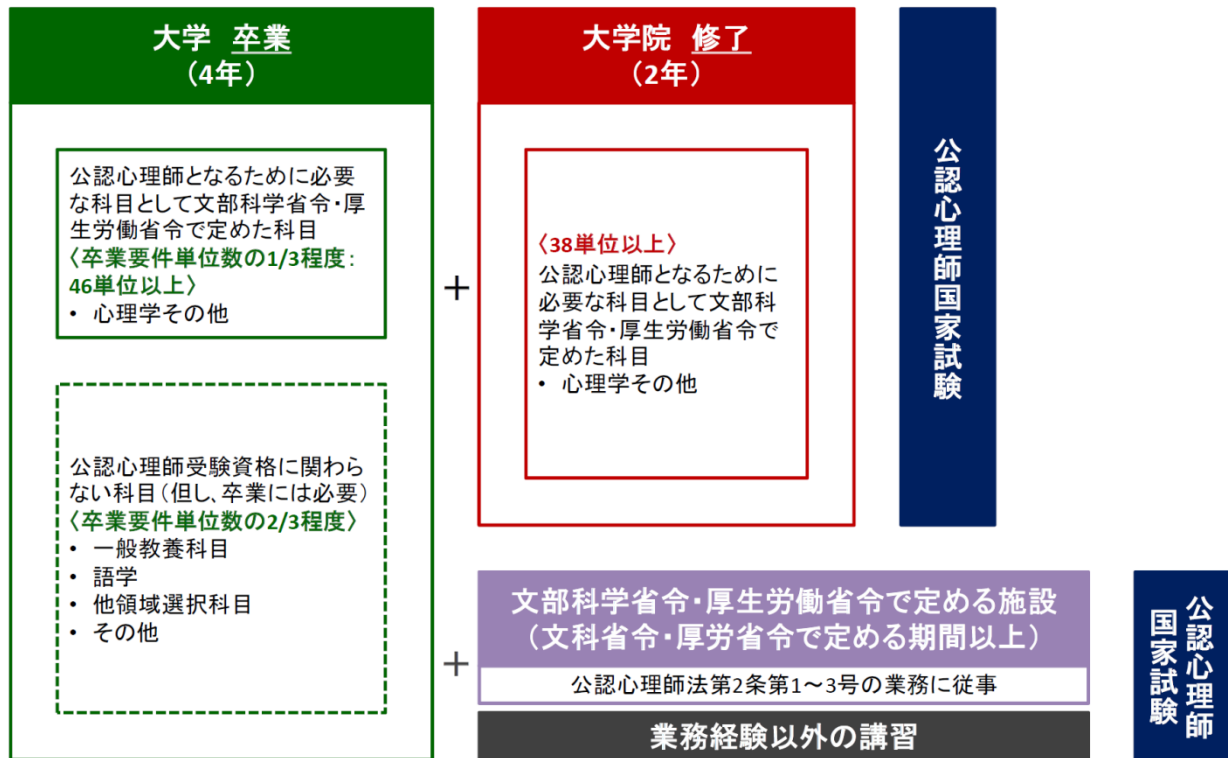 大学 卒業
（4年）
公認心理師となるために必要
な科目として文部科学省令・厚
生労働省令で定めた科目
〈卒業要件単位数の1/3程度：
46単位以上〉
• 心理学その他
公認心理師受験資格に関わら
ない科目（但し、卒業には必要）
〈卒業要件単位数の2/3程度〉
• 一般教養科目
• 語学
• 他領域選択科目
• その他
＋
大学院 修了
（2年）
〈38単位以上〉
公認心理師となるために
必要な科目として文部科
学省令・厚生労働省令で
定めた科目
• 心理学その他
公認心理師国家試験
＋
文部科学省令・厚生労働省令で定める施設
（文科省令・厚労省令で定める期間以上）
公認心理師法第2条第1～3号の業務に従事
業務経験以外の講習
公認心理師
国家試験